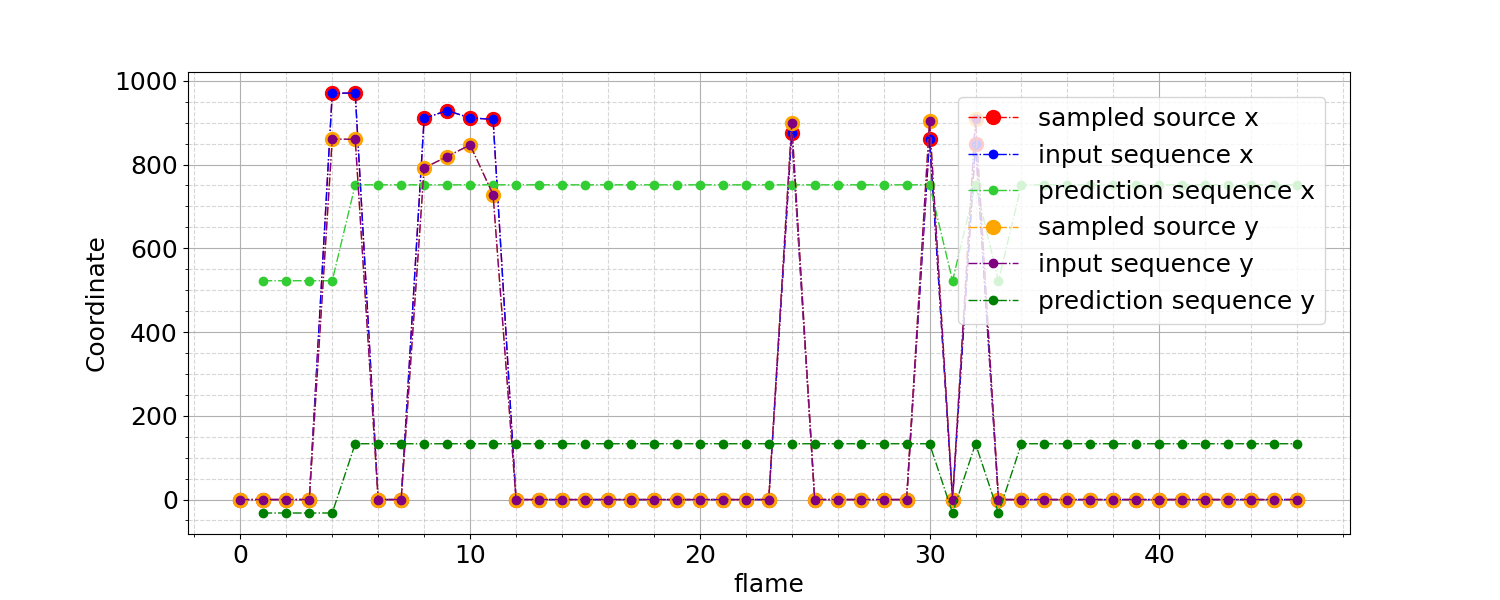 1000
800
600
400
200
0
Coordinate
sampled source x
input sequence x
prediction sequence x
sampled source y
input sequence y
prediction sequence y
0 10 20 30 40
flame